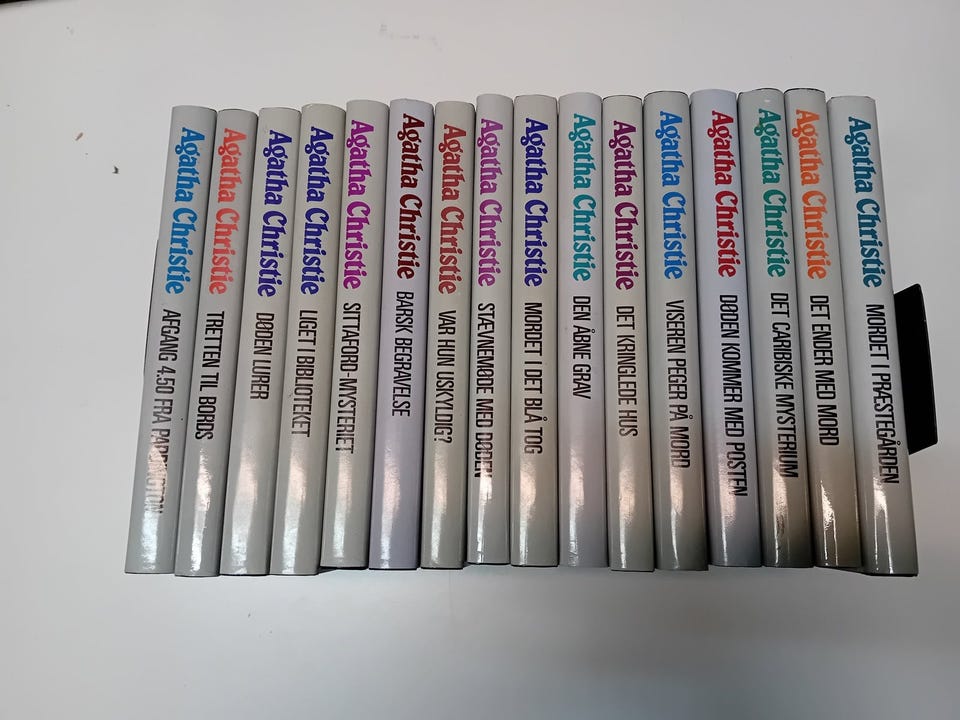 Agatha Christie AFGANG 4.50 FRA PADDINGTON
Agatha Christie TRETTEN TIL BORDS
Agatha Christie DØDEN LURER
Agatha Christie LIGET I BIBLIOTEKET
Agatha Christie SITTAFORD-MYSTERIET
Agatha Christie BARSK BEGRAVELSE
Agatha Christie VAR HUN USKYLDIG?
Agatha Christie STÆVNEMØDE MED DØDEN
Agatha Christie MORDET I DET BLÅ TOG
Agatha Christie DEN ÅBNE GRAV
Agatha Christie DET KRINGLEDE HUS
Agatha Christie VISEREN PEGER PÅ MORD
Agatha Christie DØDEN KOMMER MED POSTEN
Agatha Christie DET CARIBISKE MYSTERIUM
Agatha Christie DET ENDER MED MORD
Agatha Christie MORDET I PRÆSTEGÅRDEN